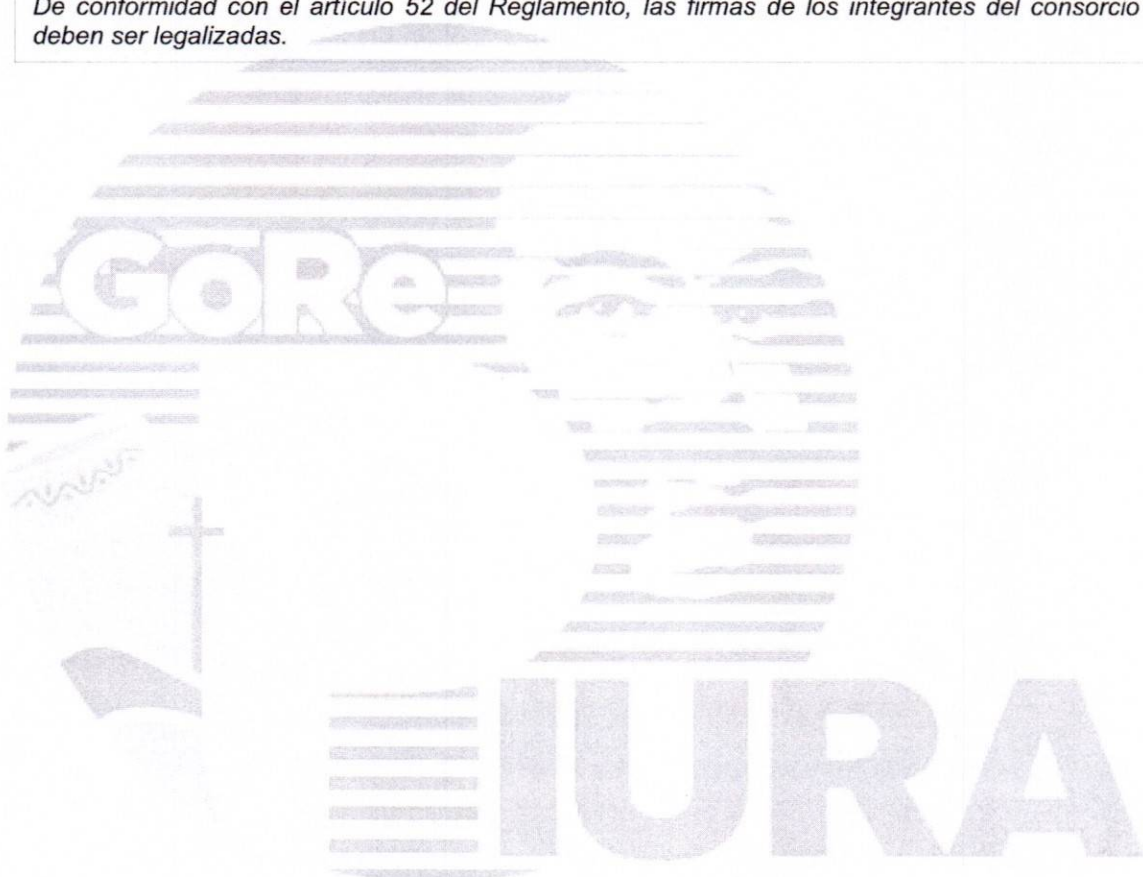 De conformidad con el artículo 52 del Reglamento, las firmas de los integrantes del consorcio
deben ser legalizadas.
GoRe
IURA